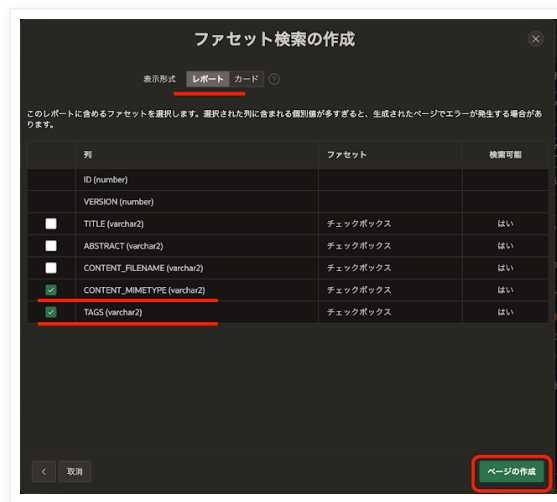 ファセット検索の作成
表示形式 レポート カード
このレポートに含めるファセットを選択します。選択された列に含まれる個別値が多すぎると、生成されたページでエラーが発生する場合があ
ります。
列 ファセット 検索可能
ID (number)
VERSION (number)
TITLE (varchar2) チェックボックス はい
ABSTRACT (varchar2) チェックボックス はい
CONTENT_FILENAME (varchar2) チェックボックス はい
CONTENT_MIMETYPE (varchar2) チェックボックス はい
TAGS (varchar2) チェックボックス はい
取消 ページの作成